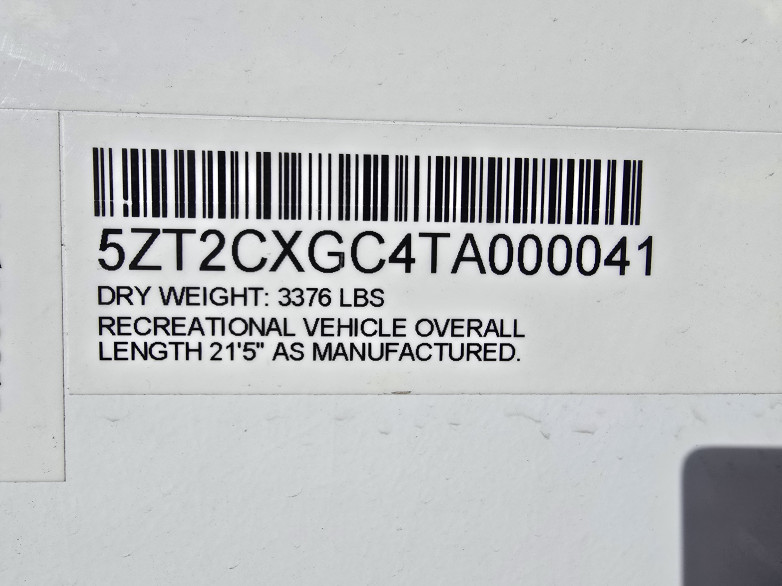 5ZT2CXGC4TA000041
DRY WEIGHT: 3376 LBS
RECREATIONAL VEHICLE OVERALL
LENGTH 21'5" AS MANUFACTURED.